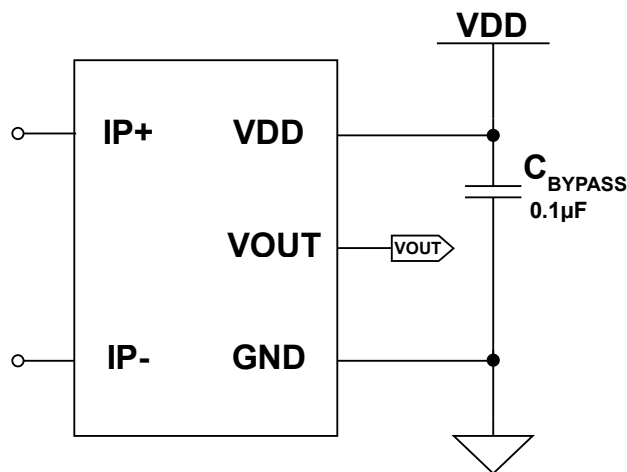 VDD
IP+ VDD
C BYPASS
0.1µF
VOUT VOUT
IP- GND